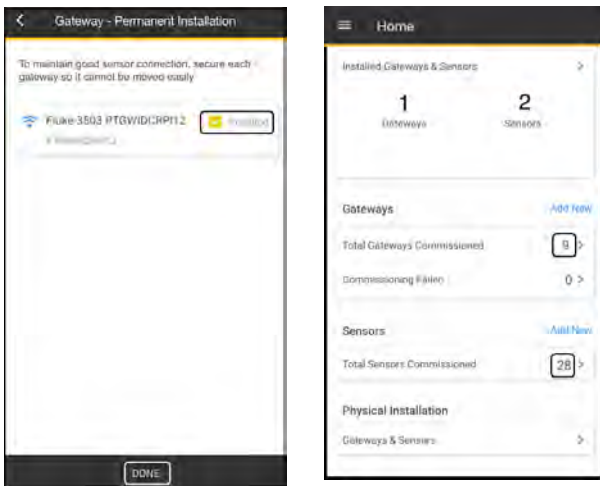 Gateway - Permanent Installation
To maintain good sensor connection, secure each
gateway so it cannot be moved easily
Fluke 3503
Home
Installed Gateways & Sensors
1
2
Gateways
Sensors
Gateways
Add New
Total Gateways Commissioned
9
Commissioning Failed
0
Sensors
Add New
Total Sensors Commissioned
28
Physical Installation
Gateways & Sensors
DONE